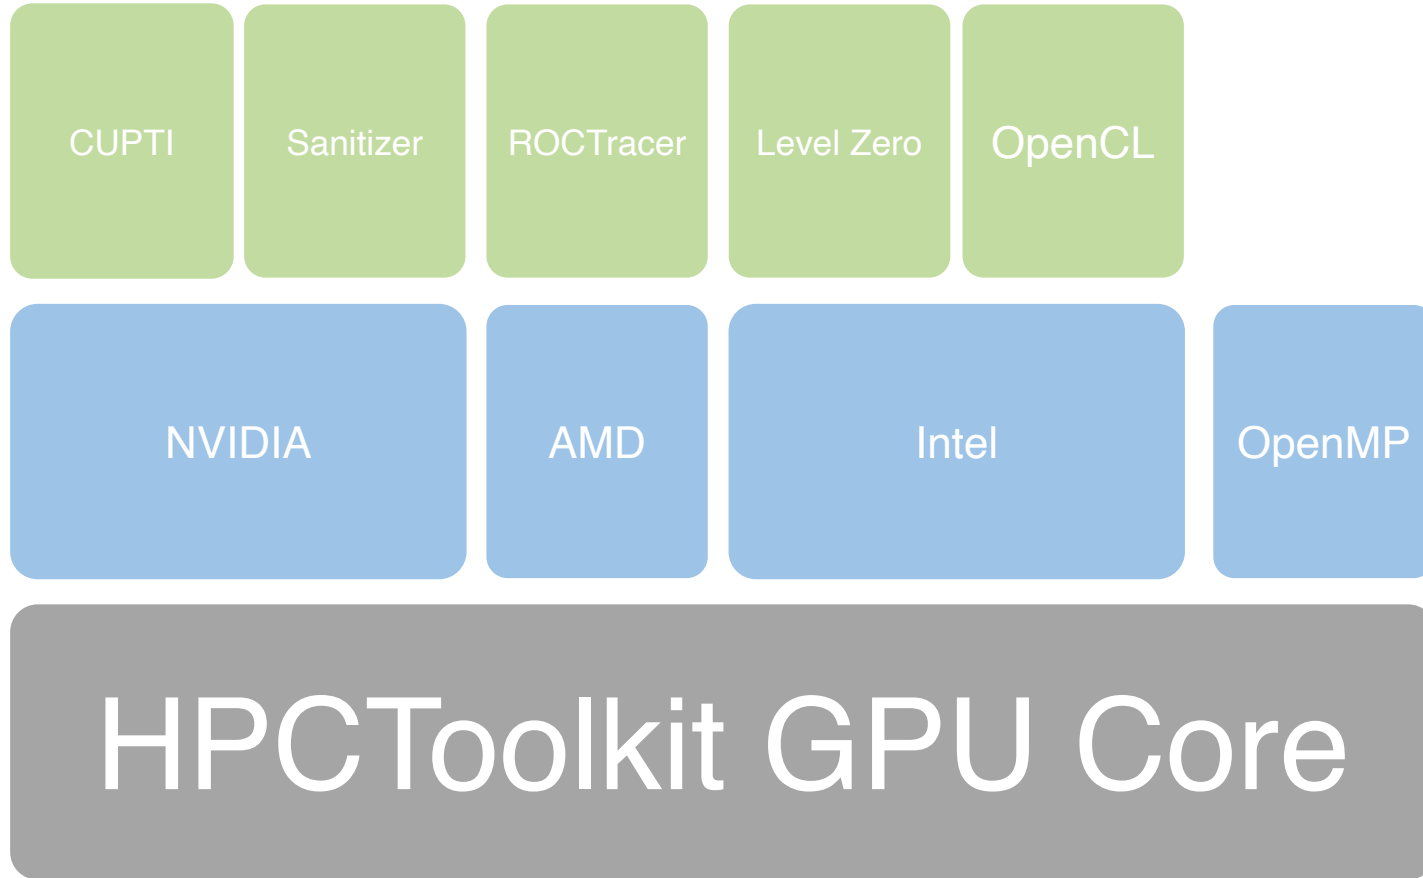 CUPTI
Sanitizer
ROCTracer
Level Zero
OpenCL
NVIDIA
AMD
Intel
OpenMP
HPCToolkit GPU Core